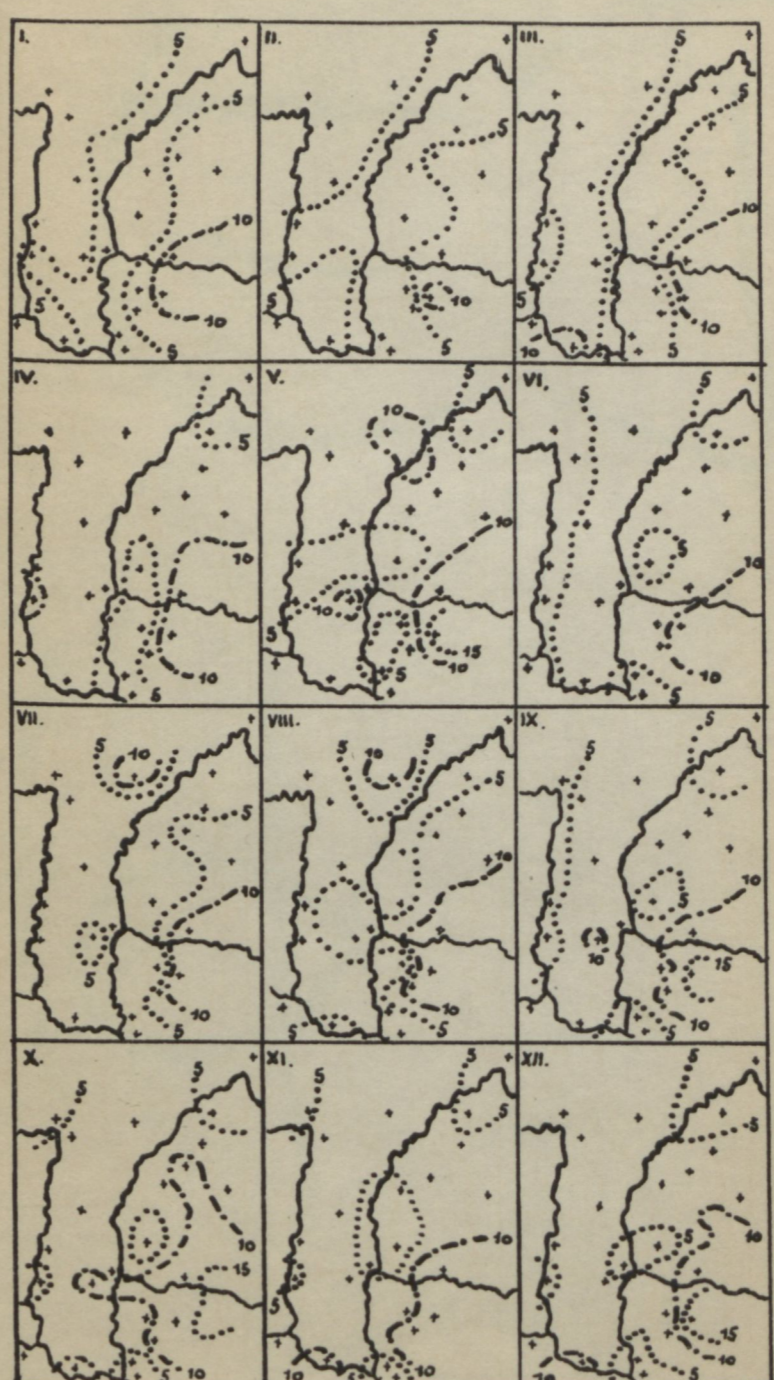 I. 5 5 10 5 10 5
II. 5 5 5 10 5
III. 5 5 10 5 10 10 5
IV. 5 10 10 5
V. 10 5 10 10 5 15 10 5
VI. 5 5 5 10 10 5
VII. 5 10 5 10 5 10 5
VIII. 5 10 5 5 10 10 5 5
IX. 5 5 5 10 10 15 10 5
X. 5 5 10 15 10 5
XI. 5 5 5 10 5 10 10
XII. 5 5 5 10 15 10 10 5